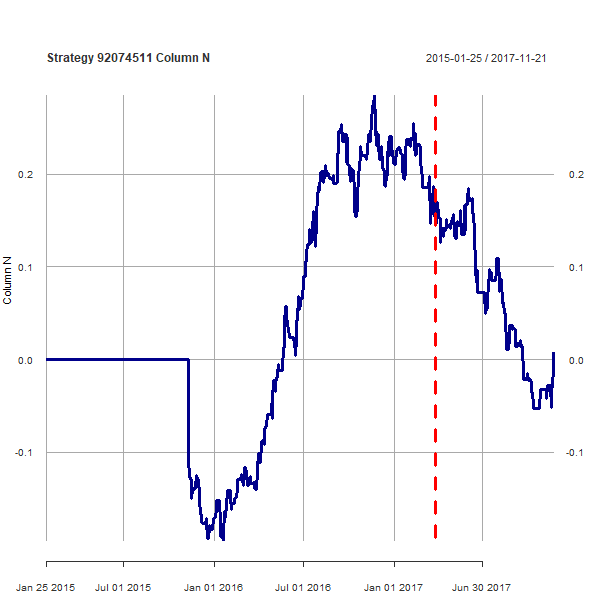 Strategy 92074511 Column N
2015-01-25 / 2017-11-21
Column N
0.2
0.2
0.1
0.1
0.0
0.0
-0.1
-0.1
Jan 25 2015
Jul 01 2015
Jan 01 2016
Jul 01 2016
Jan 01 2017
Jun 30 2017